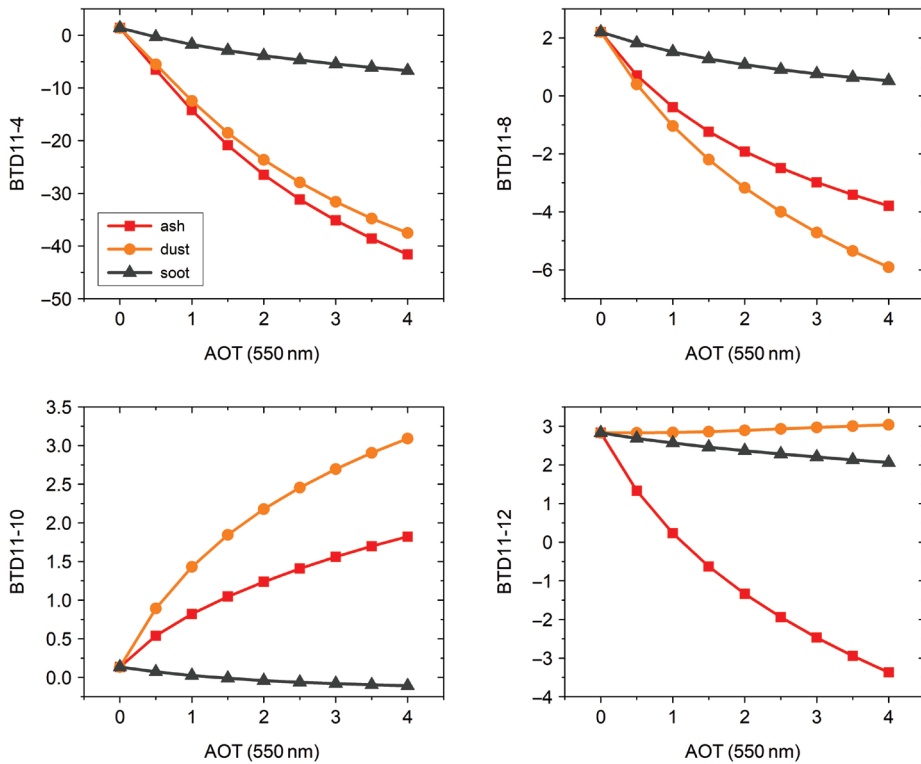 BTD11-4
0
–10
–20
–30
–40
–50
ash
dust
soot
0 1 2 3 4
AOT (550 nm)
BTD11-8
2
0
–2
–4
–6
0 1 2 3 4
AOT (550 nm)
BTD11-10
3.5
3.0
2.5
2.0
1.5
1.0
0.5
0.0
0 1 2 3 4
AOT (550 nm)
BTD11-12
3
2
1
0
–1
–2
–3
–4
0 1 2 3 4
AOT (550 nm)